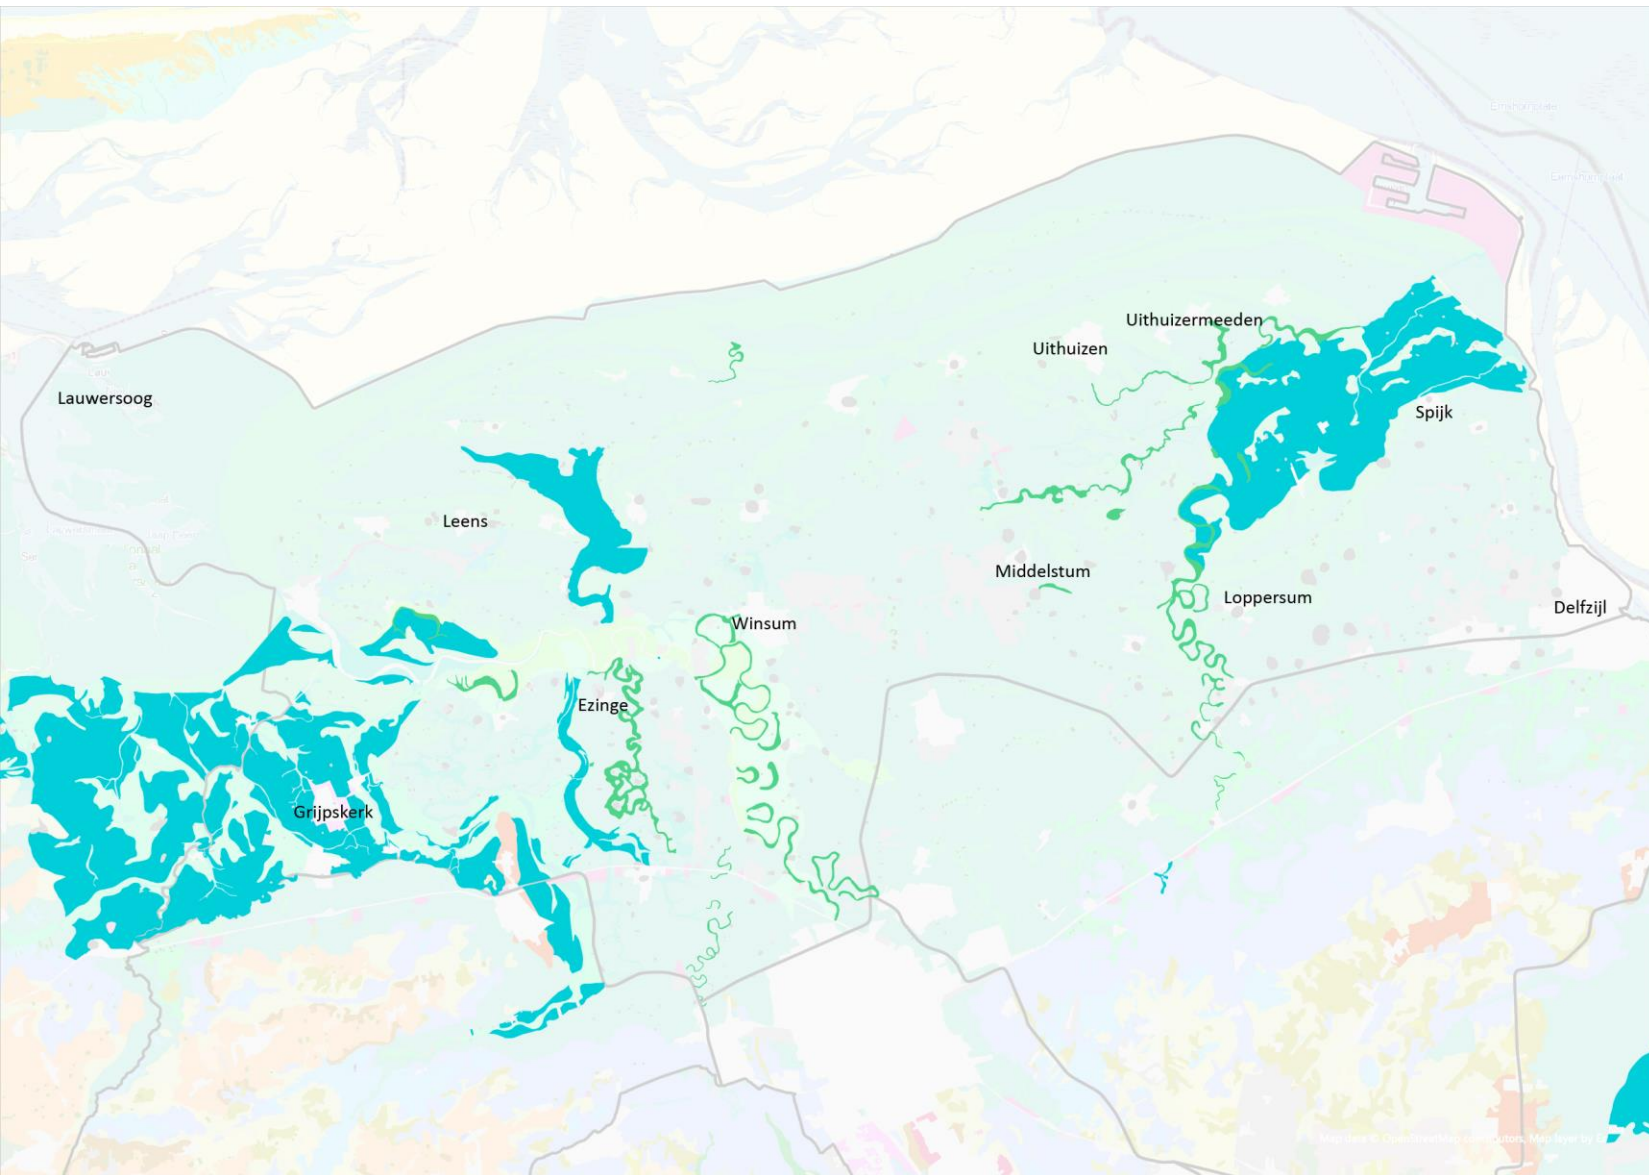 Uithuizermeeden
Uithuizen
Lauwersoog
Spijk
Leens
Middelstum
Loppersum
Delfzijl
Winsum
Ezinge
Grijpskerk